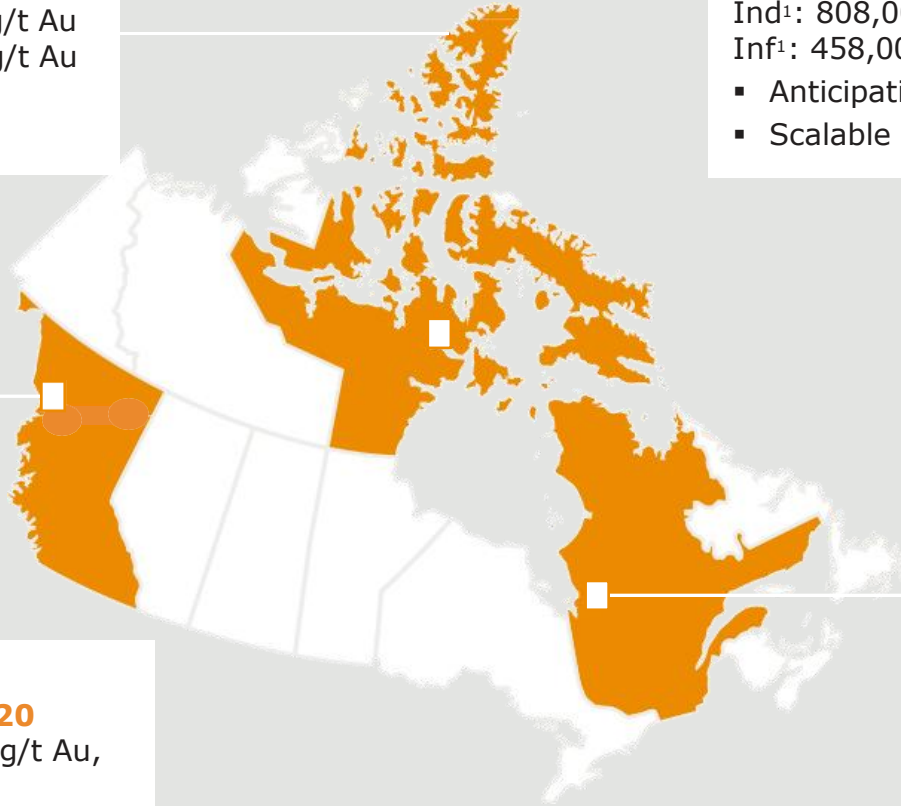 g/t Au
g/t Au
Ind¹: 808,00
Inf¹: 458,00
▪ Anticipati
▪ Scalable
20
g/t Au,